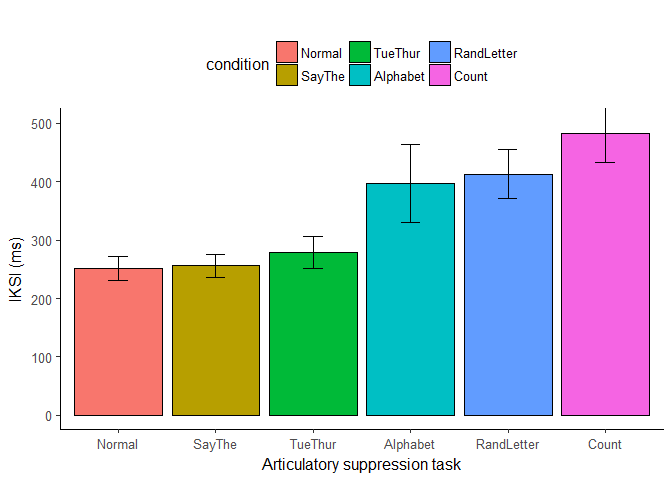 condition
Normal TueThur RandLetter
SayThe Alphabet Count
500
400
300
200
100
0
IKSI (ms)
Normal SayThe TueThur Alphabet RandLetter Count
Articulatory suppression task